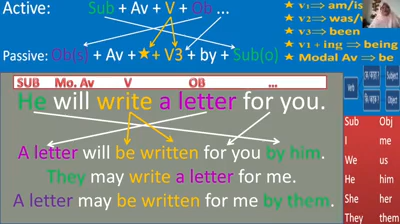 Active: Sub + Av + V + Ob ...
Passive: Ob(s) + Av + ★ + V3 + by + Sub(o)
★ V1⇒ am/is
★ V2⇒ was/
★ V3⇒ been
★ V1 + ing ⇒ being
★ Modal Av ⇒ be
SUB Mo. Av V OB ...
He will write a letter for you.
A letter will be written for you by him.
They may write a letter for me.
A letter may be written for me by them.
Verb
Subject
Object
Sub Obj
I me
We us
He him
She her
They them